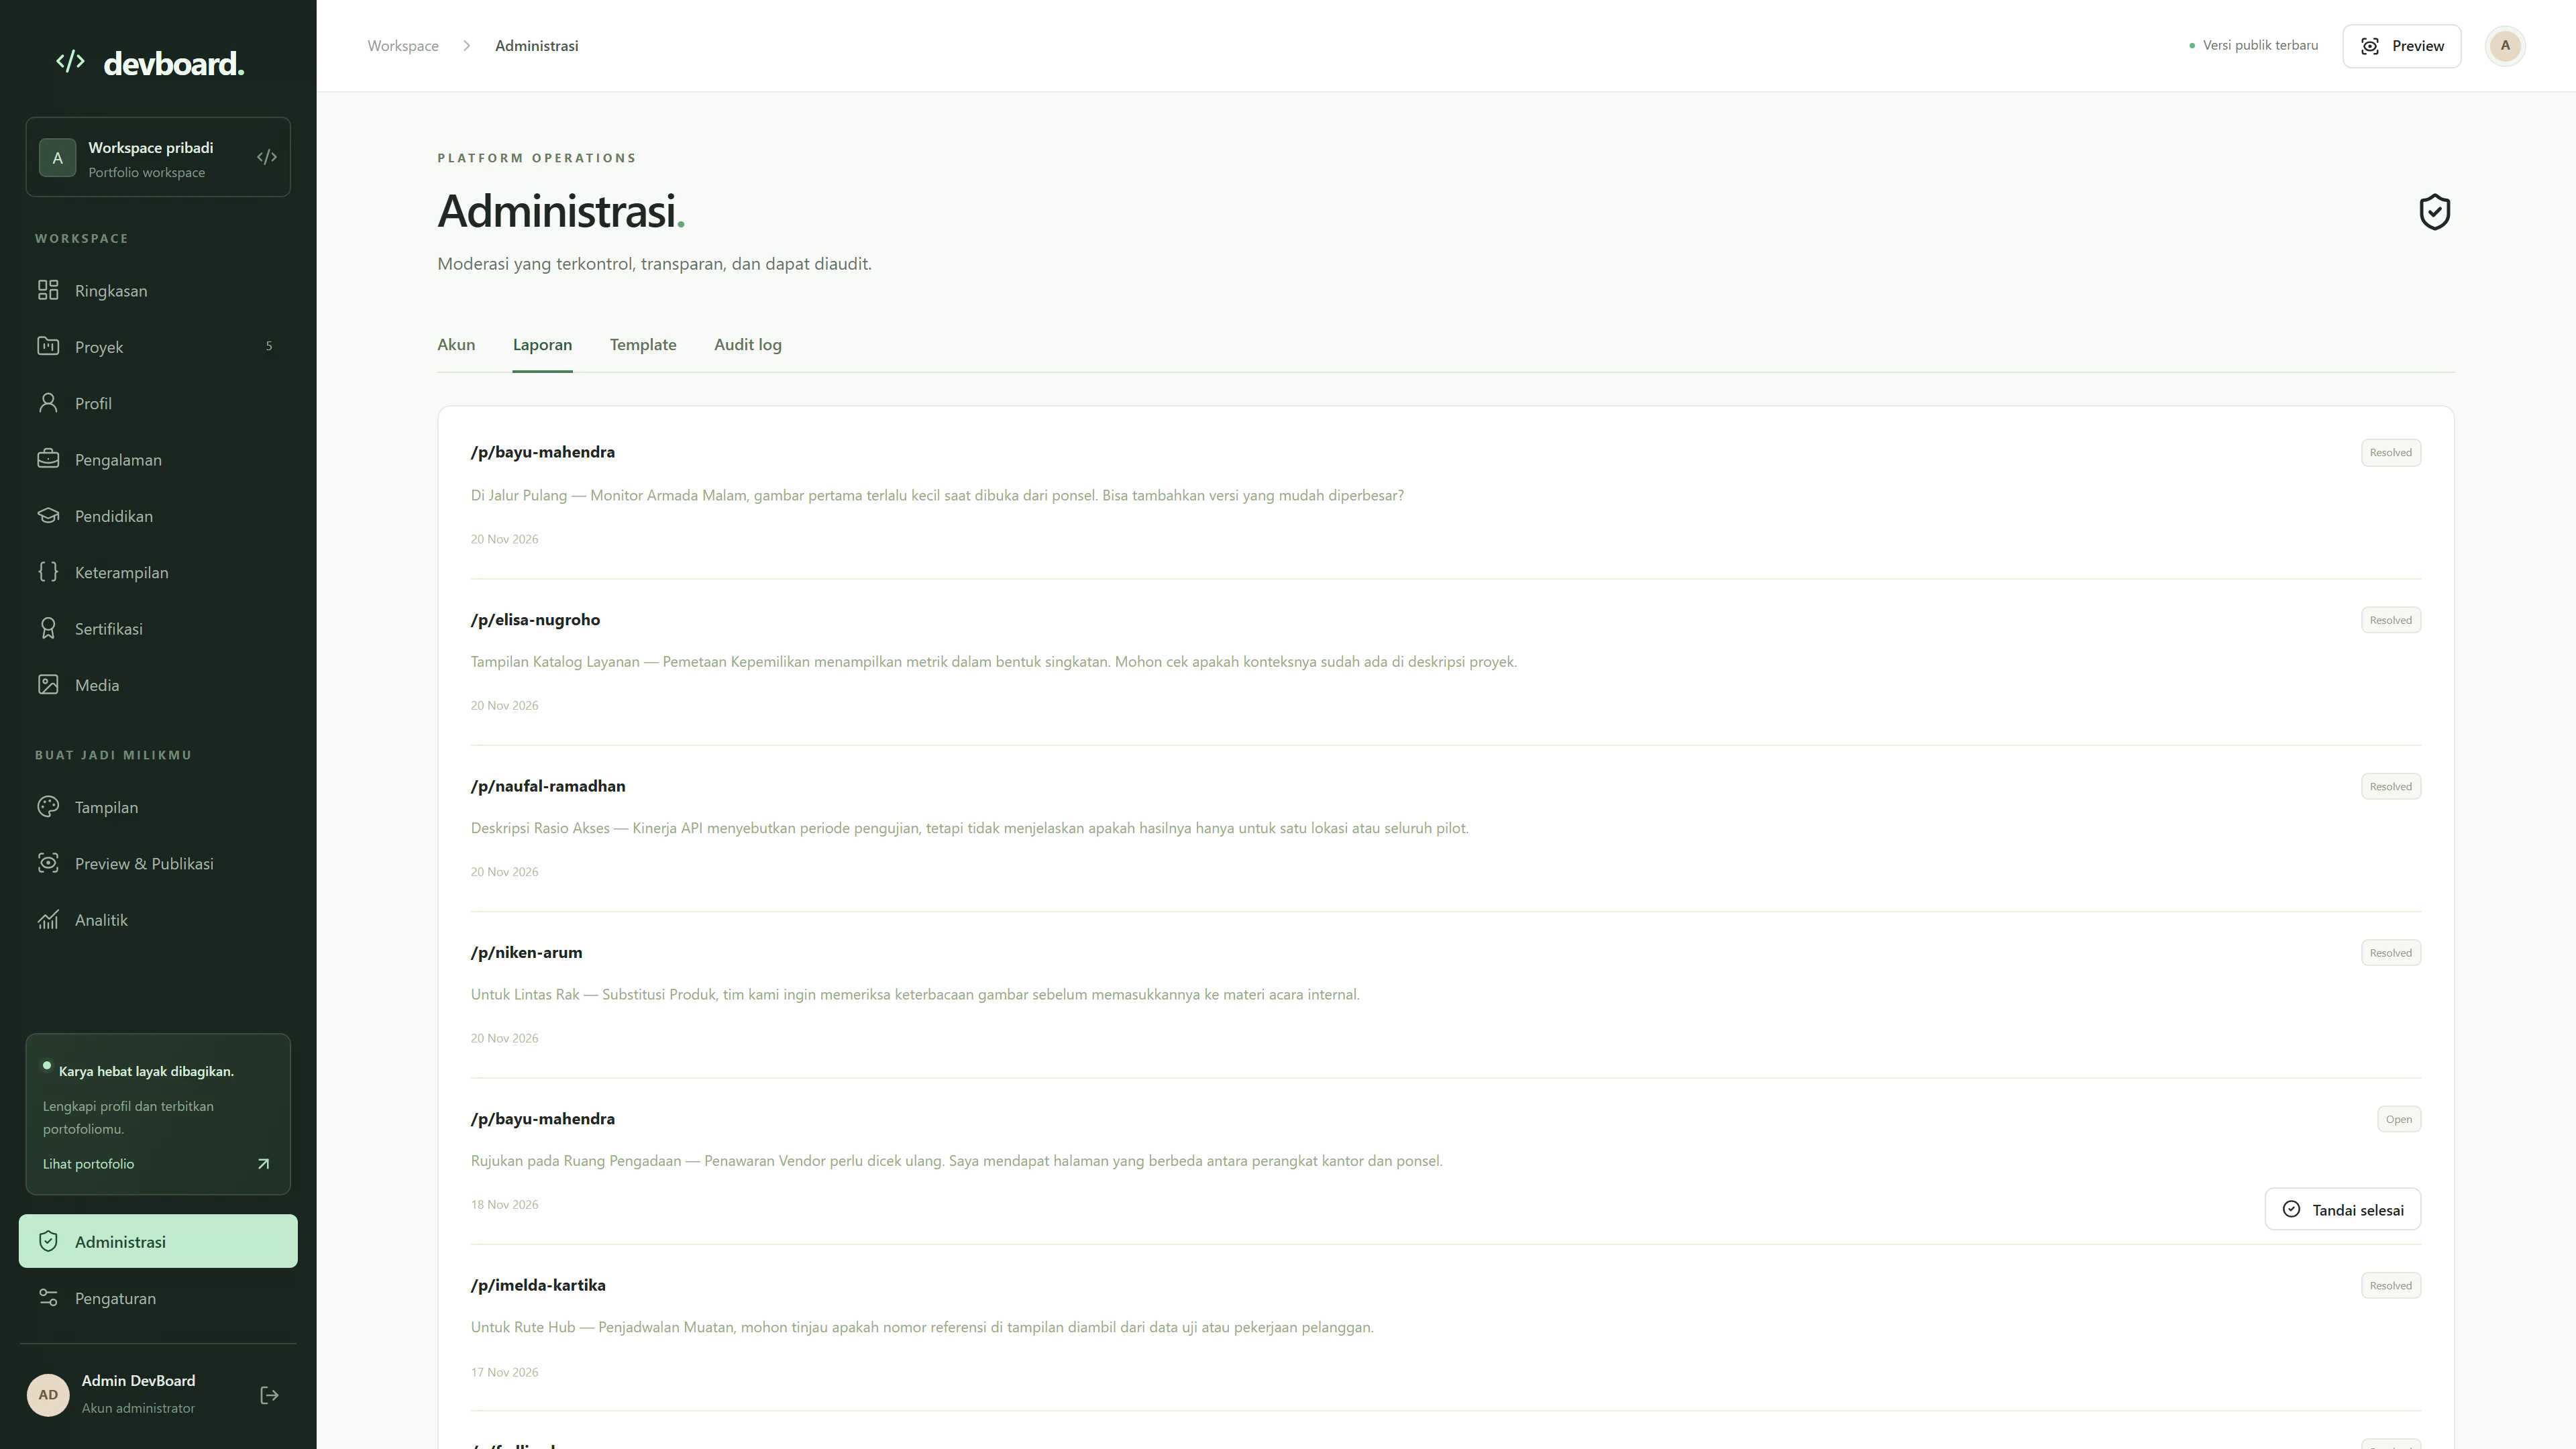 devboard.
A
Workspace pribadi
Portfolio workspace
WORKSPACE
Ringkasan
Proyek 5
Profil
Pengalaman
Pendidikan
Keterampilan
Sertifikasi
Media
BUAT JADI MILIKMU
Tampilan
Preview & Publikasi
Analitik
Karya hebat layak dibagikan.
Lengkapi profil dan terbitkan
portofoliomu.
Lihat portofolio
Administrasi
Pengaturan
AD
Admin DevBoard
Akun administrator
Workspace Administrasi
Versi publik terbaru
Preview
A
PLATFORM OPERATIONS
Administrasi.
Moderasi yang terkontrol, transparan, dan dapat diaudit.
Akun Laporan Template Audit log
/p/bayu-mahendra Resolved
Di Jalur Pulang — Monitor Armada Malam, gambar pertama terlalu kecil saat dibuka dari ponsel. Bisa tambahkan versi yang mudah diperbesar?
20 Nov 2026
/p/elisa-nugroho Resolved
Tampilan Katalog Layanan — Pemetaan Kepemilikan menampilkan metrik dalam bentuk singkatan. Mohon cek apakah konteksnya sudah ada di deskripsi proyek.
20 Nov 2026
/p/naufal-ramadhan Resolved
Deskripsi Rasio Akses — Kinerja API menyebutkan periode pengujian, tetapi tidak menjelaskan apakah hasilnya hanya untuk satu lokasi atau seluruh pilot.
20 Nov 2026
/p/niken-arum Resolved
Untuk Lintas Rak — Substitusi Produk, tim kami ingin memeriksa keterbacaan gambar sebelum memasukkannya ke materi acara internal.
20 Nov 2026
/p/bayu-mahendra Open
Rujukan pada Ruang Pengadaan — Penawaran Vendor perlu dicek ulang. Saya mendapat halaman yang berbeda antara perangkat kantor dan ponsel.
18 Nov 2026
Tandai selesai
/p/imelda-kartika Resolved
Untuk Rute Hub — Penjadwalan Muatan, mohon tinjau apakah nomor referensi di tampilan diambil dari data uji atau pekerjaan pelanggan.
17 Nov 2026